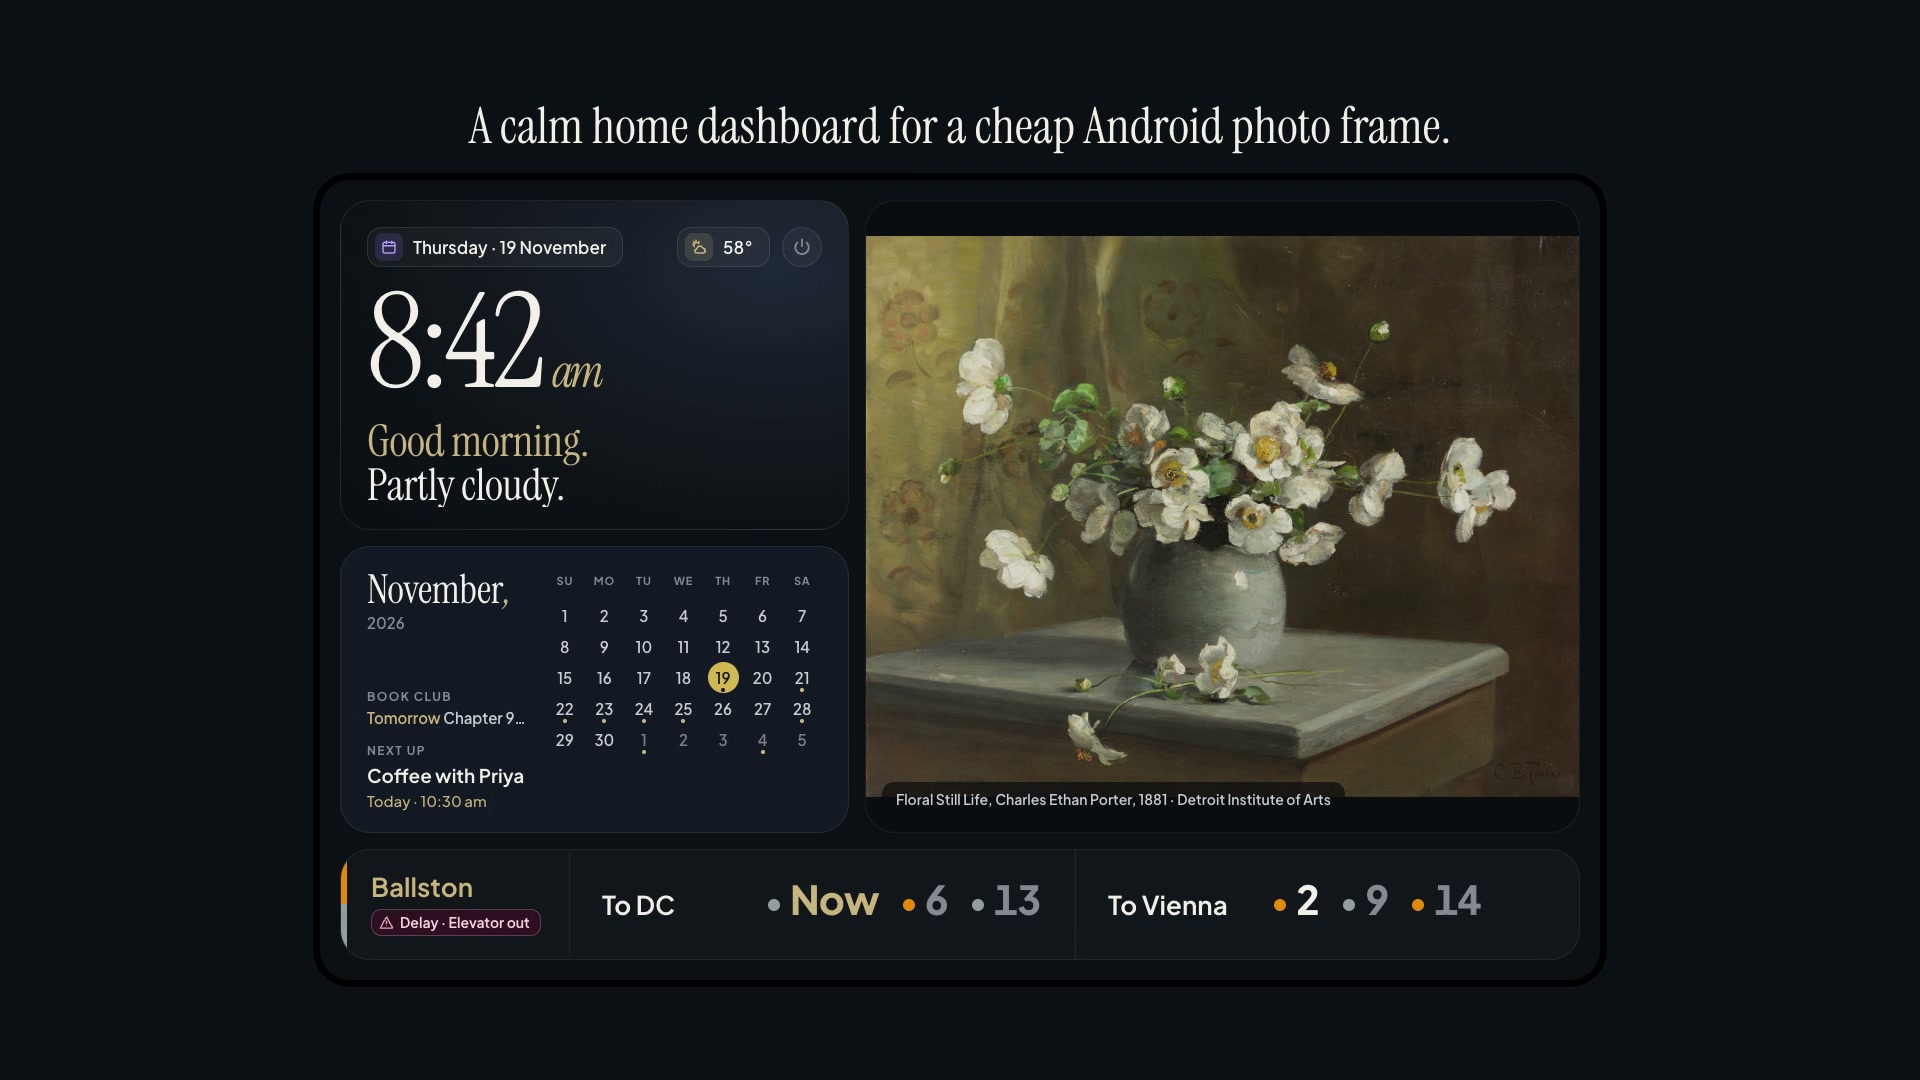 A calm home dashboard for a cheap Android photo frame.
Thursday · 19 November
58°
8:42 am
Good morning.
Partly cloudy.
November,
2026
BOOK CLUB
Tomorrow Chapter 9…
NEXT UP
Coffee with Priya
Today · 10:30 am
SU MO TU WE TH FR SA
1 2 3 4 5 6 7
8 9 10 11 12 13 14
15 16 17 18 19 20 21
22 23 24 25 26 27 28
29 30 1 2 3 4 5
Floral Still Life, Charles Ethan Porter, 1881 · Detroit Institute of Arts
Ballston
Delay · Elevator out
To DC
Now 6 13
To Vienna
2 9 14